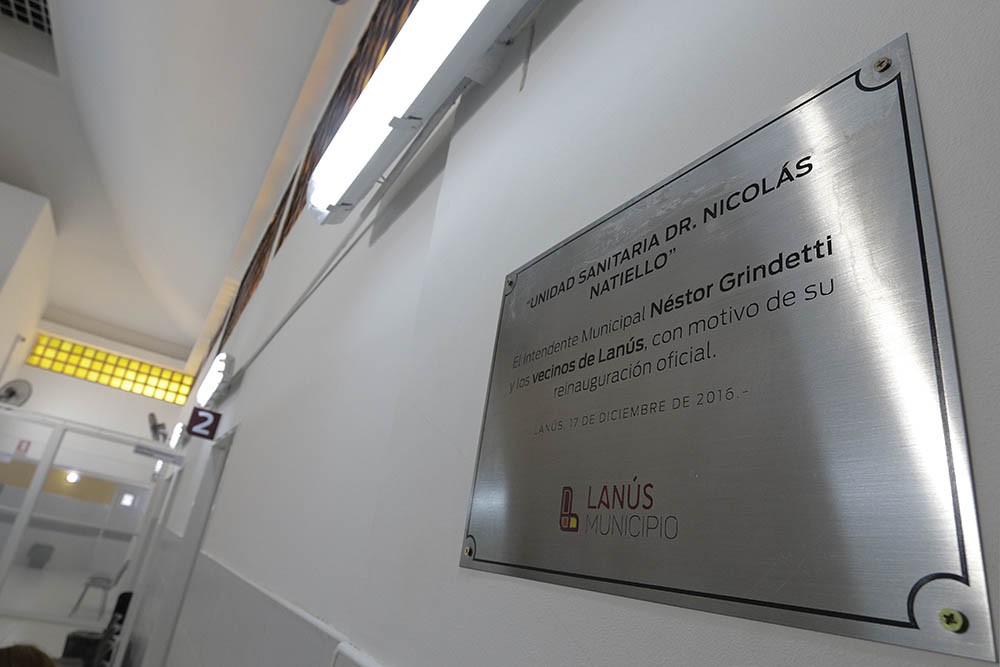 "UNIDAD SANITARIA DR. NICOLÁS
NATIELLO"
El Intendente Municipal Néstor Grindetti
y los vecinos de Lanús, con motivo de su
reinauguración oficial.
LANÚS, 17 DE DICIEMBRE DE 2016.-
LANÚS
MUNICIPIO
2